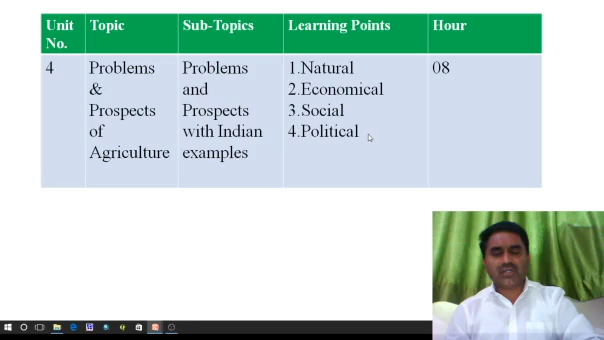 Unit No. Topic Sub-Topics Learning Points Hour
4 Problems Problems 1.Natural 08
& and 2.Economical
Prospects Prospects 3.Social
of with Indian 4.Political
Agriculture examples